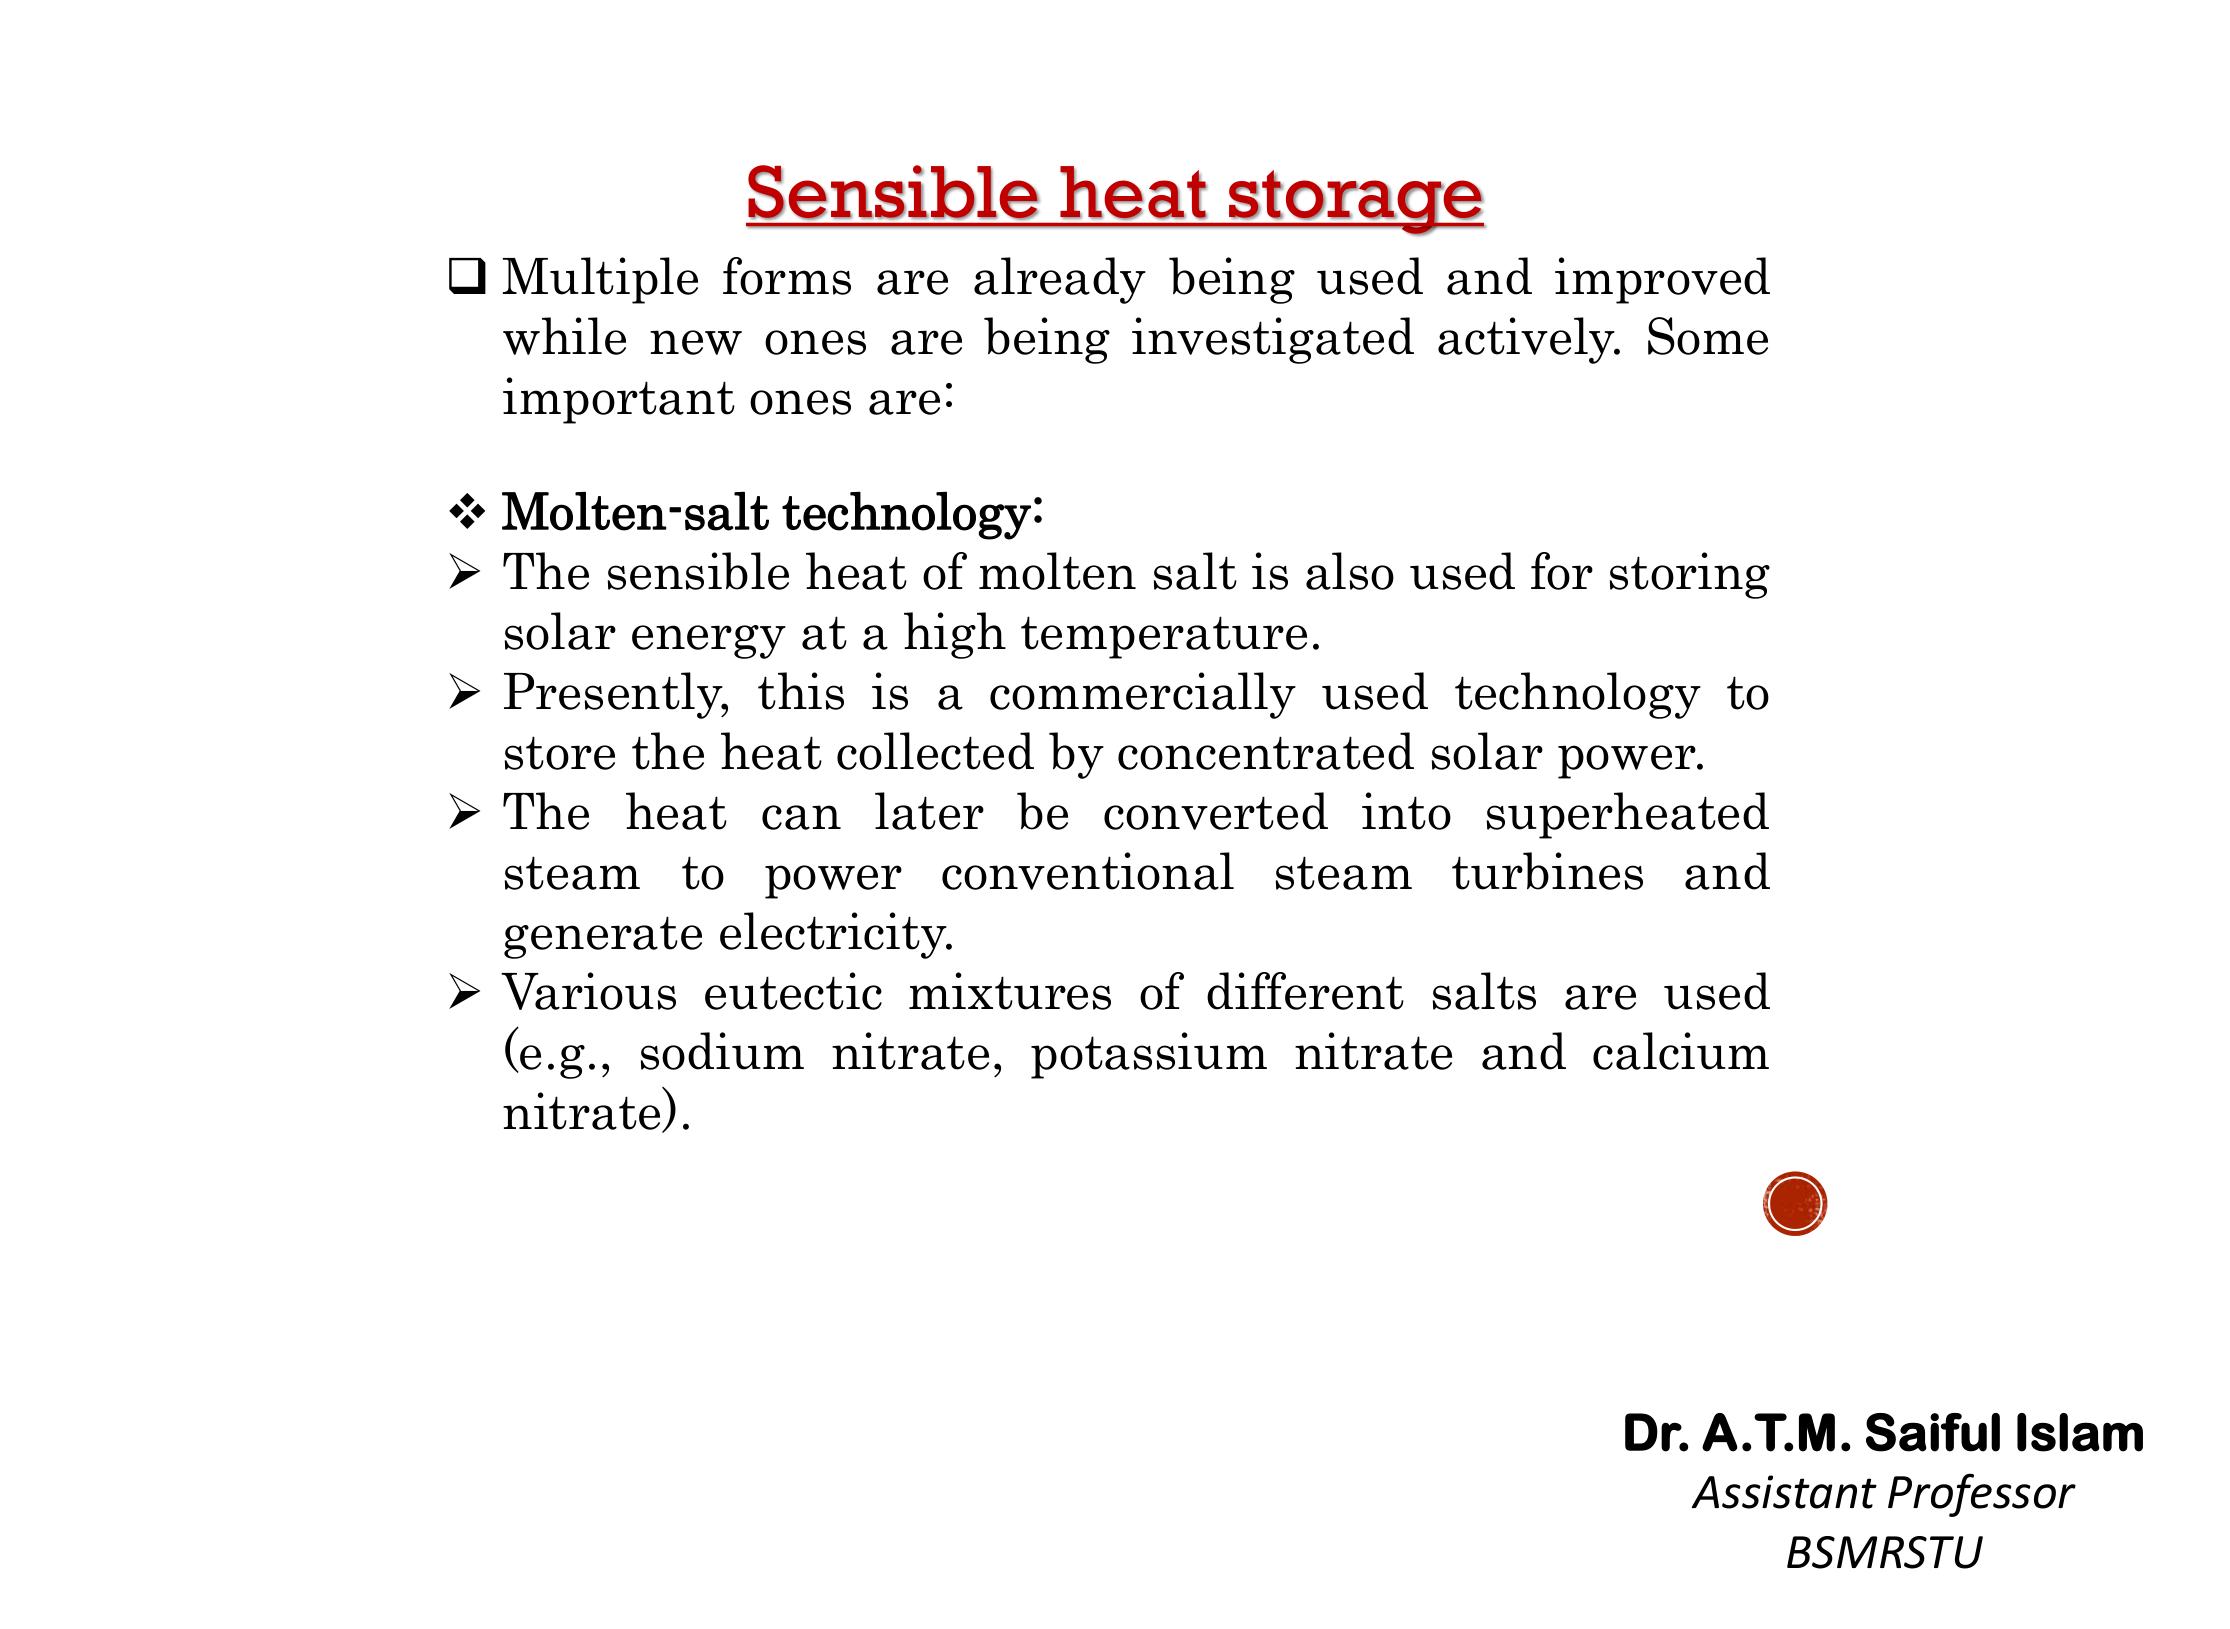 Sensible heat storage
❑ Multiple forms are already being used and improved
while new ones are being investigated actively. Some
important ones are:
❖ Molten-salt technology:
➢ The sensible heat of molten salt is also used for storing
solar energy at a high temperature.
➢ Presently, this is a commercially used technology to
store the heat collected by concentrated solar power.
➢ The heat can later be converted into superheated
steam to power conventional steam turbines and
generate electricity.
➢ Various eutectic mixtures of different salts are used
(e.g., sodium nitrate, potassium nitrate and calcium
nitrate).
Dr. A.T.M. Saiful Islam
Assistant Professor
BSMRSTU